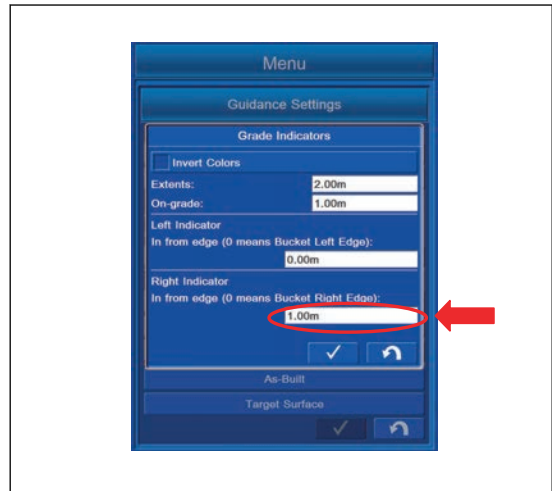 Menu
Guidance Settings
Grade Indicators
Invert Colors
Extents: 2.00m
On-grade: 1.00m
Left Indicator
In from edge (0 means Bucket Left Edge):
0.00m
Right Indicator
In from edge (0 means Bucket Right Edge):
1.00m
As-Built
Target Surface